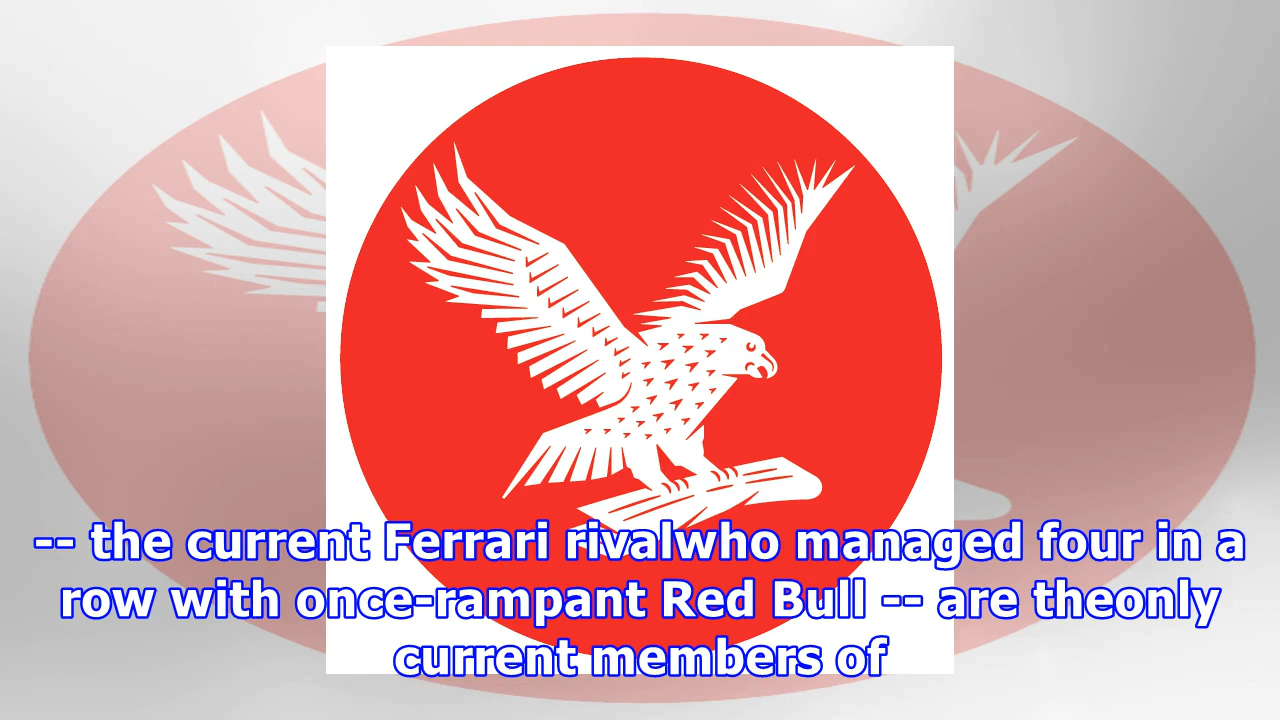 -- the current Ferrari rivalwho managed four in a
row with once-rampant Red Bull -- are theonly
current members of